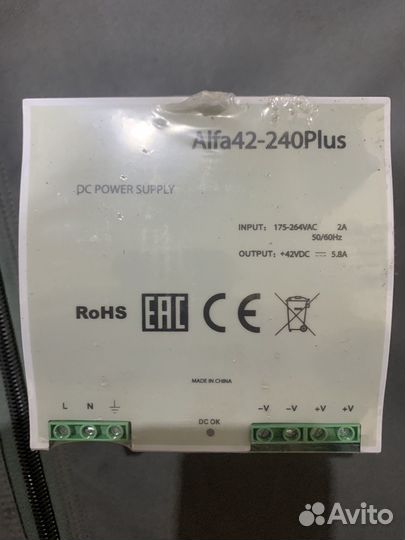 Alfa42-240Plus
DC POWER SUPPLY
INPUT: 175-264VAC 2A
50/60Hz
OUTPUT: +42VDC ⎓ 5.8A
RoHS EAC CE
MADE IN CHINA
L N ⏚ DC OK -V -V +V +V
Avito